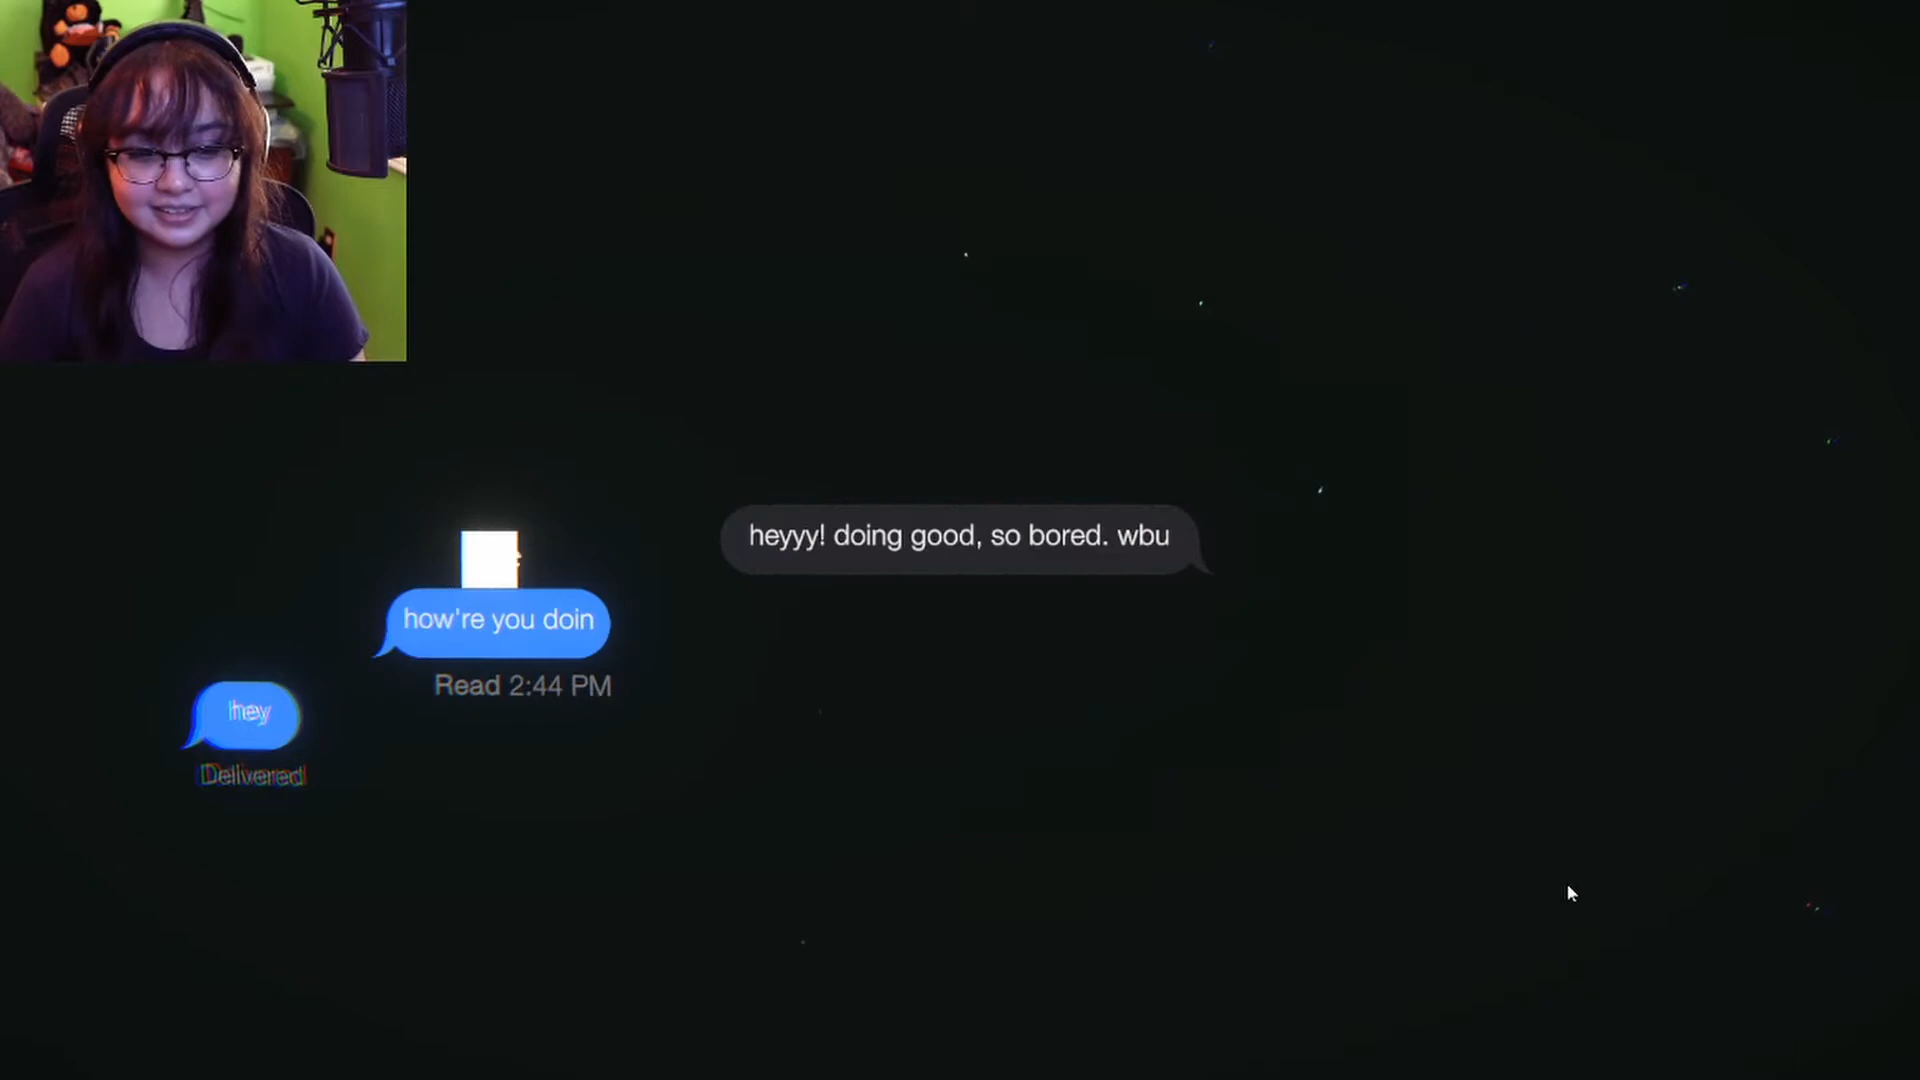 heyyy! doing good, so bored. wbu
how're you doin
Read 2:44 PM
hey
Delivered